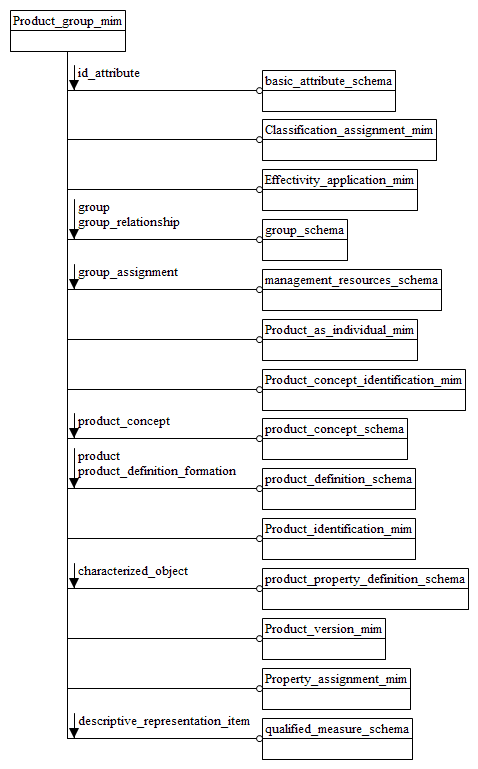 Product_group_mim
id_attribute
basic_attribute_schema
Classification_assignment_mim
Effectivity_application_mim
group
group_relationship
group_schema
group_assignment
management_resources_schema
Product_as_individual_mim
Product_concept_identification_mim
product_concept
product_concept_schema
product
product_definition_formation
product_definition_schema
Product_identification_mim
characterized_object
product_property_definition_schema
Product_version_mim
Property_assignment_mim
descriptive_representation_item
qualified_measure_schema